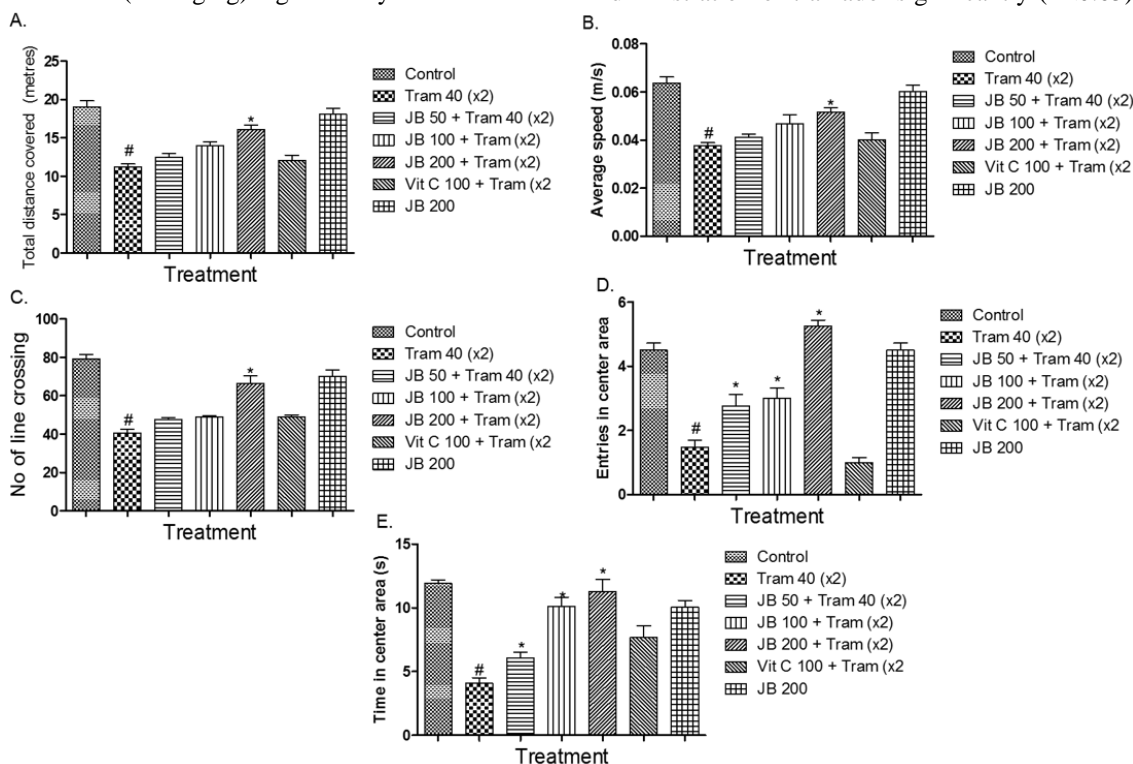 A.
Total distance covered (metres)
25
20
15
10
5
0
#
*
Treatment
Control
Tram 40 (x2)
JB 50 + Tram 40 (x2)
JB 100 + Tram (x2)
JB 200 + Tram (x2)
Vit C 100 + Tram (x2
JB 200
B.
Average speed (m/s)
0.08
0.06
0.04
0.02
0.00
#
*
Treatment
Control
Tram 40 (x2)
JB 50 + Tram 40 (x2)
JB 100 + Tram (x2)
JB 200 + Tram (x2)
Vit C 100 + Tram (x2
JB 200
C.
No of line crossing
100
80
60
40
20
0
#
*
Treatment
Control
Tram 40 (x2)
JB 50 + Tram 40 (x2)
JB 100 + Tram (x2)
JB 200 + Tram (x2)
Vit C 100 + Tram (x2
JB 200
D.
Entries in center area
6
4
2
0
#
*
*
*
Treatment
Control
Tram 40 (x2)
JB 50 + Tram 40 (x2)
JB 100 + Tram (x2)
JB 200 + Tram (x2)
Vit C 100 + Tram (x2
JB 200
E.
Time in center area (s)
15
10
5
0
#
*
*
*
Treatment
Control
Tram 40 (x2)
JB 50 + Tram 40 (x2)
JB 100 + Tram (x2)
JB 200 + Tram (x2)
Vit C 100 + Tram (x2
JB 200